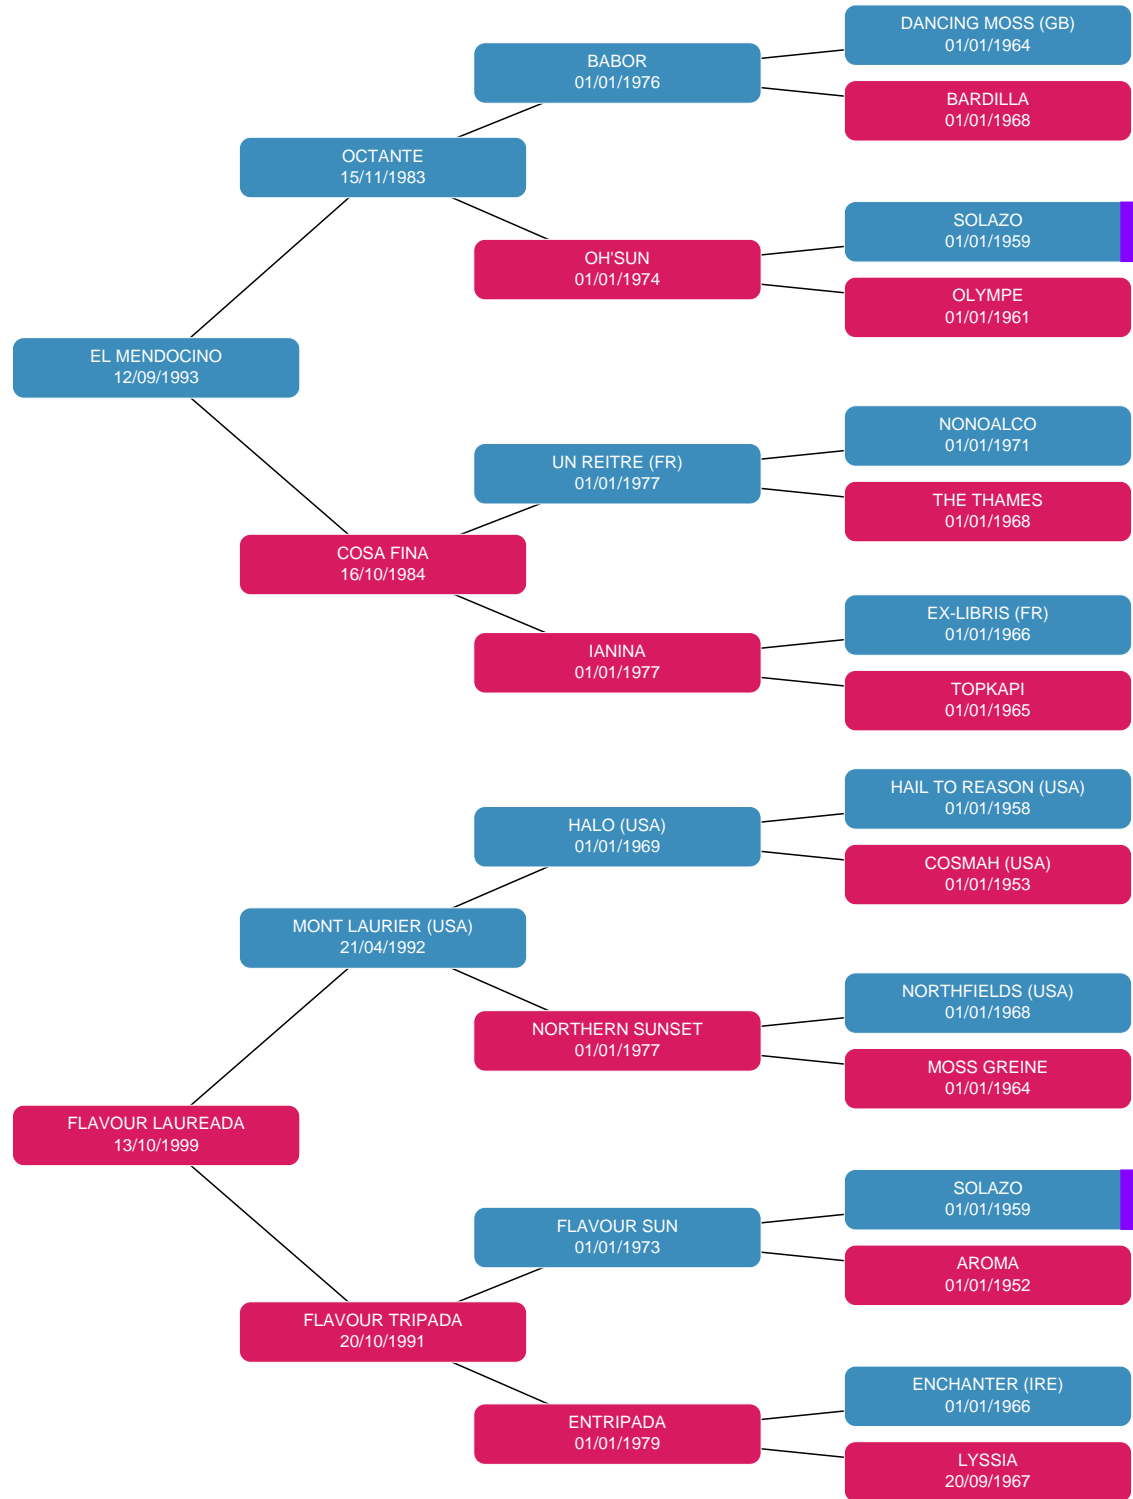 DANCING MOSS (GB)
01/01/1964
BABOR
01/01/1976
BARDILLA
01/01/1968
OCTANTE
15/11/1983
SOLAZO
01/01/1959
OH'SUN
01/01/1974
OLYMPE
01/01/1961
EL MENDOCINO
12/09/1993
NONOALCO
01/01/1971
UN REITRE (FR)
01/01/1977
THE THAMES
01/01/1968
COSA FINA
16/10/1984
EX-LIBRIS (FR)
01/01/1966
IANINA
01/01/1977
TOPKAPI
01/01/1965
HAIL TO REASON (USA)
01/01/1958
HALO (USA)
01/01/1969
COSMAH (USA)
01/01/1953
MONT LAURIER (USA)
21/04/1992
NORTHFIELDS (USA)
01/01/1968
NORTHERN SUNSET
01/01/1977
MOSS GREINE
01/01/1964
FLAVOUR LAUREADA
13/10/1999
SOLAZO
01/01/1959
FLAVOUR SUN
01/01/1973
AROMA
01/01/1952
FLAVOUR TRIPADA
20/10/1991
ENCHANTER (IRE)
01/01/1966
ENTRIPADA
01/01/1979
LYSSIA
20/09/1967